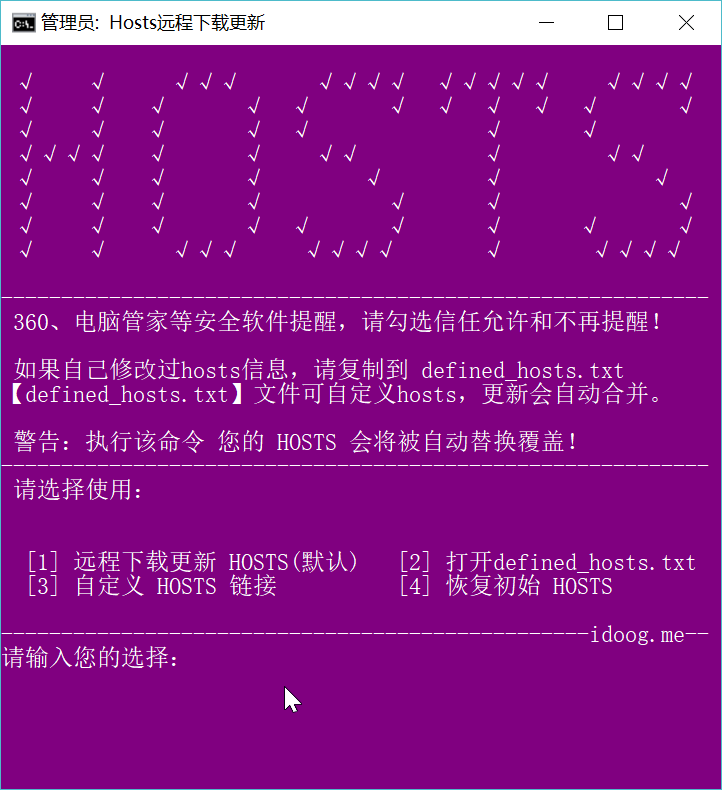 管理员: Hosts远程下载更新
√ √ √√√ √√√√ √√√√√ √√√√
√ √ √ √ √ √ √ √ √ √ √
√ √ √ √ √ √ √
√√√√ √ √ √√ √ √√
√ √ √ √ √ √ √
√ √ √ √ √ √ √
√ √ √ √ √ √ √ √ √
√ √ √√√ √√√√ √ √√√√
-----------------------------------------------------------
360、电脑管家等安全软件提醒，请勾选信任允许和不再提醒！
如果自己修改过hosts信息，请复制到 defined_hosts.txt
【defined_hosts.txt】文件可自定义hosts，更新会自动合并。
警告：执行该命令 您的 HOSTS 会将被自动替换覆盖！
-----------------------------------------------------------
请选择使用：
[1] 远程下载更新 HOSTS(默认) [2] 打开defined_hosts.txt
[3] 自定义 HOSTS 链接 [4] 恢复初始 HOSTS
-------------------------------------------------idoog.me--
请输入您的选择：